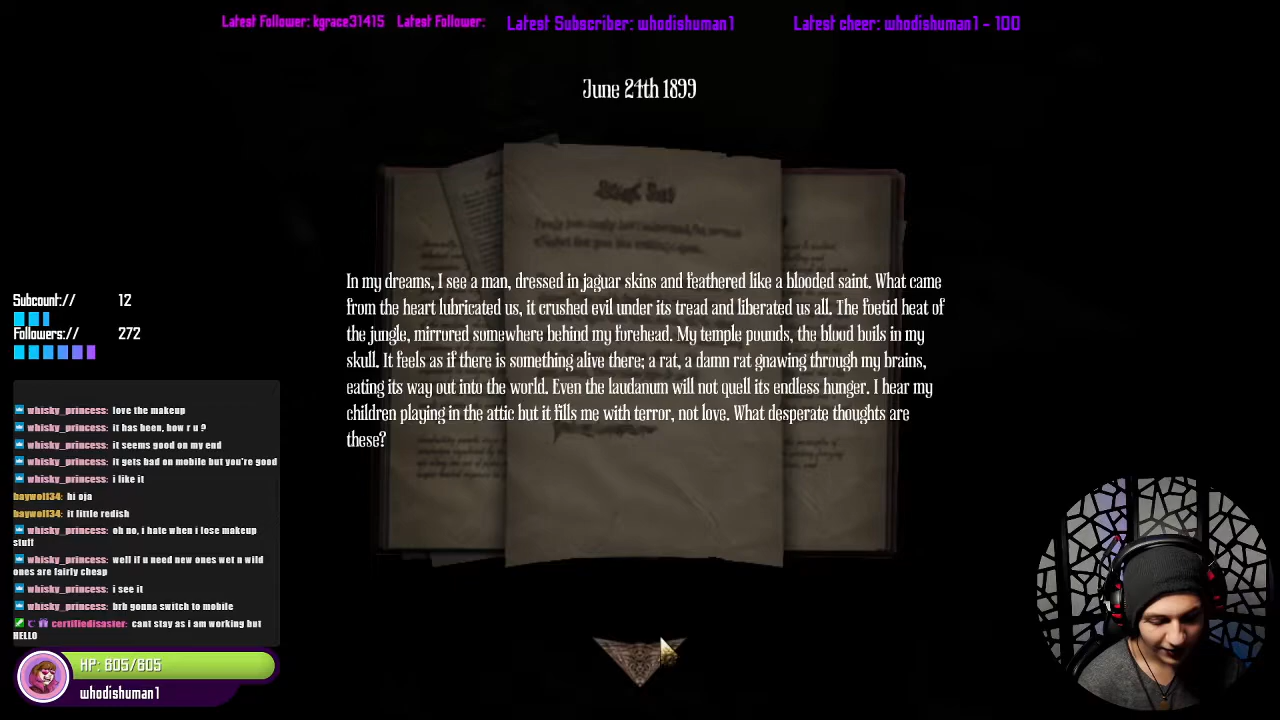 Latest Follower: kgrace31415 Latest Follower:
Latest Subscriber: whodishuman1
Latest cheer: whodishuman1 - 100
June 24th 1899
In my dreams, I see a man, dressed in jaguar skins and feathered like a blooded saint. What came
from the heart lubricated us, it crushed evil under its tread and liberated us all. The foetid heat of
the jungle, mirrored somewhere behind my forehead. My temple pounds, the blood boils in my
skull. It feels as if there is something alive there; a rat, a damn rat gnawing through my brains,
eating its way out into the world. Even the laudanum will not quell its endless hunger. I hear my
children playing in the attic but it fills me with terror, not love. What desperate thoughts are
these?
Subcount:// 12
Followers:// 272
whisky_princess: love the makeup
whisky_princess: it has been, how r u ?
whisky_princess: it seems good on my end
whisky_princess: it gets bad on mobile but you're good
whisky_princess: i like it
baywolf34: hi oja
baywolf34: it little redish
whisky_princess: oh no, i hate when i lose makeup
stuff
whisky_princess: well if u need new ones wet n wild
ones are fairly cheap
whisky_princess: i see it
whisky_princess: brb gonna switch to mobile
certifiedisaster: cant stay as i am working but
HELLO
HP: 605/605
whodishuman1